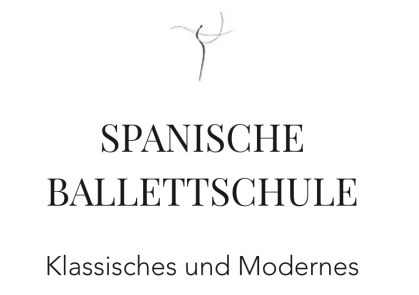 SPANISCHE
BALLETTSCHULE
Klassisches und Modernes